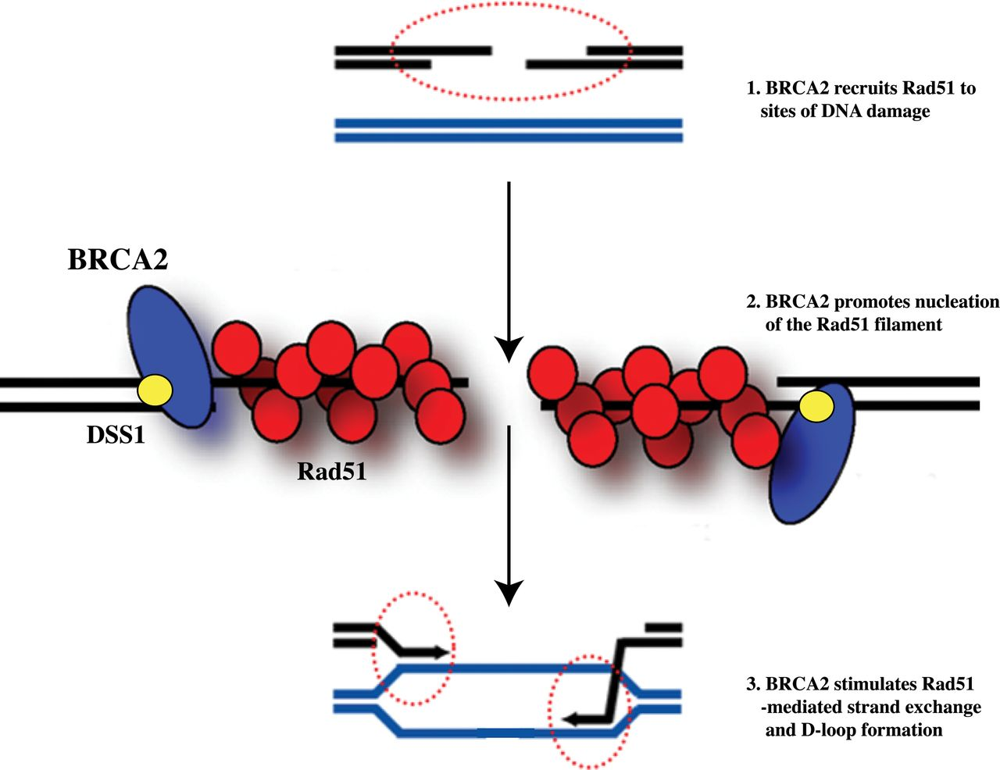 1. BRCA2 recruits Rad51 to
sites of DNA damage
BRCA2
2. BRCA2 promotes nucleation
of the Rad51 filament
DSS1
Rad51
3. BRCA2 stimulates Rad51
-mediated strand exchange
and D-loop formation